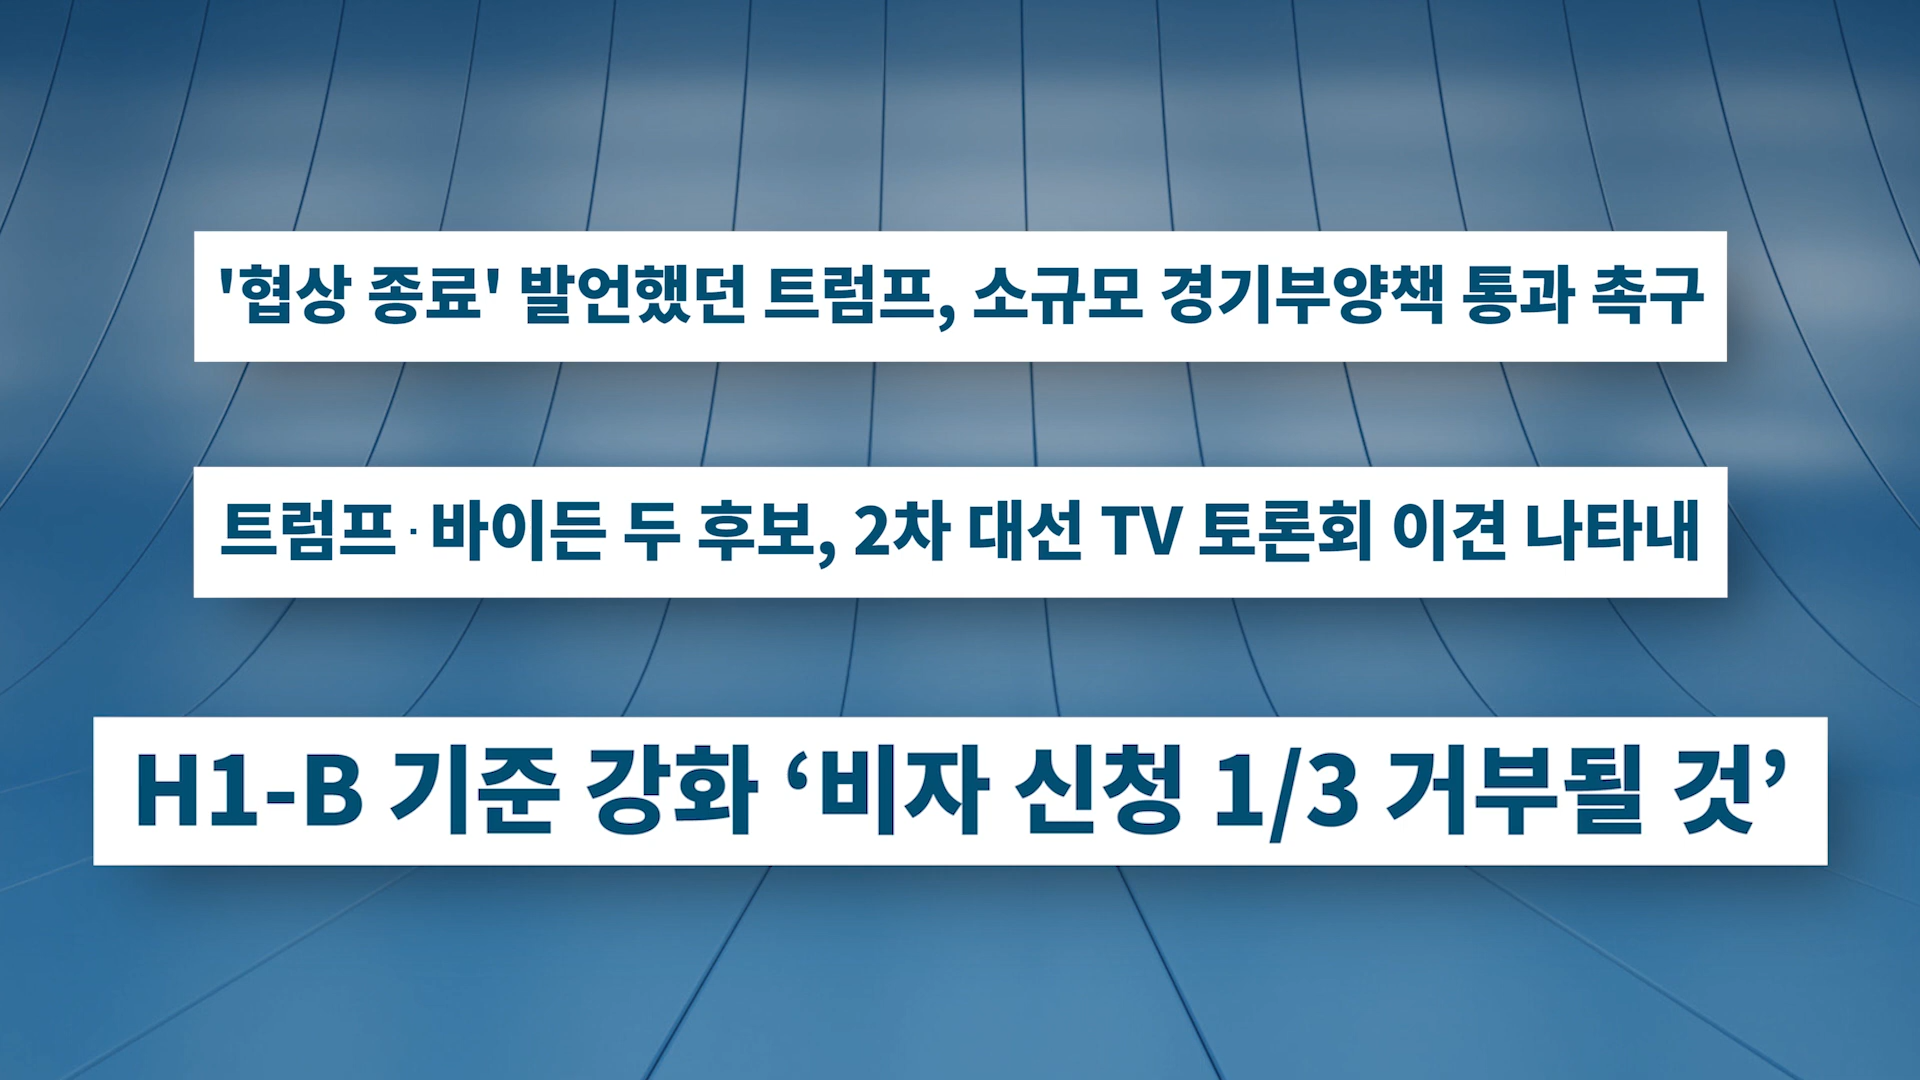 '협상 종료' 발언했던 트럼프, 소규모 경기부양책 통과 촉구
트럼프·바이든 두 후보, 2차 대선 TV 토론회 이견 나타내
H1-B 기준 강화 ‘비자 신청 1/3 거부될 것’